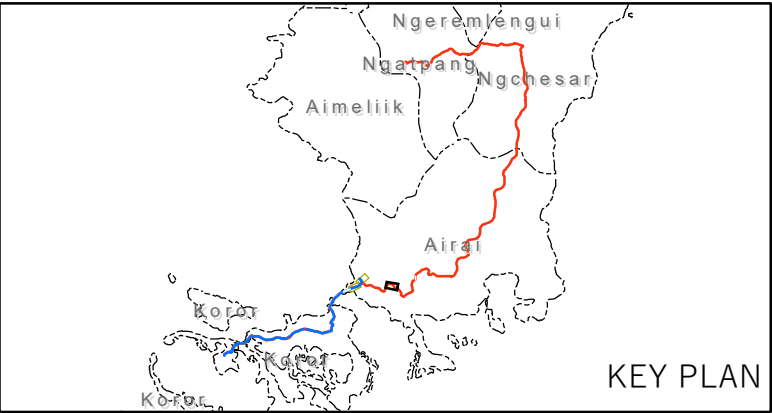 Ngeremlengui
Ngatpang
Ngchesar
Aimeliik
Airai
Koror
Koror
KEY PLAN
Koror